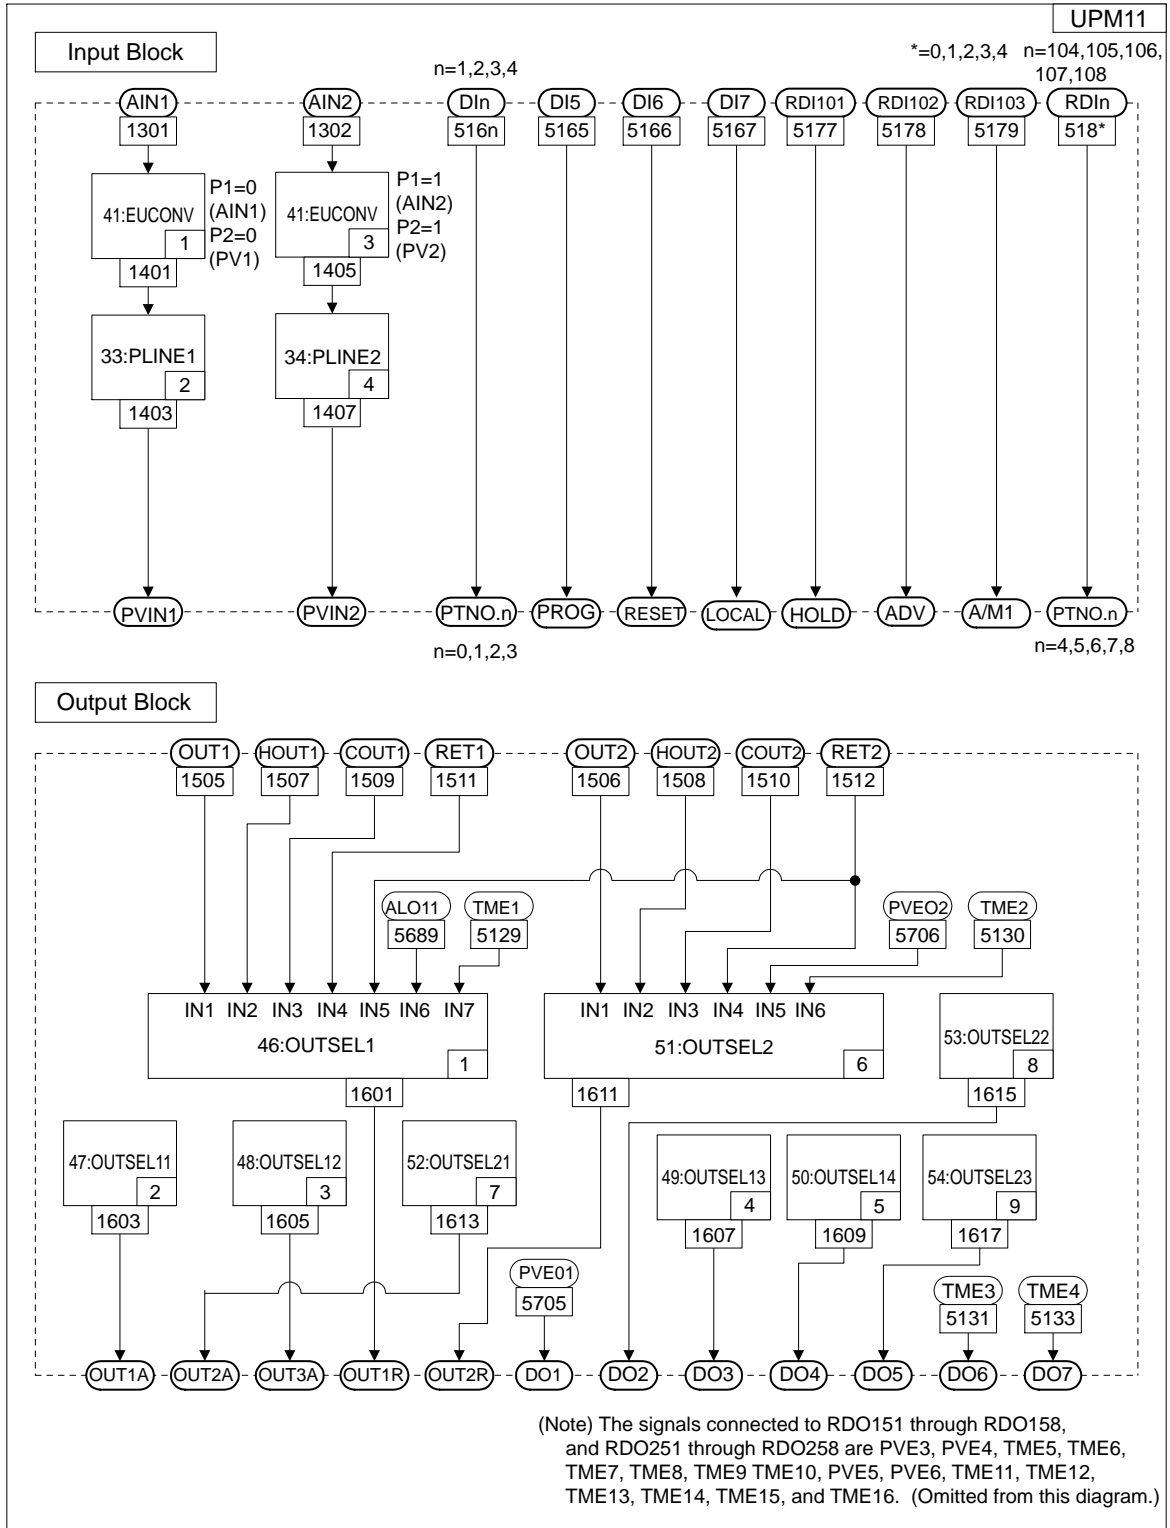 UPM11
Input Block
*=0,1,2,3,4 n=104,105,106,
107,108
n=1,2,3,4
AIN1 AIN2 DIn DI5 DI6 DI7 RDI101 RDI102 RDI103 RDIn
1301 1302 516n 5165 5166 5167 5177 5178 5179 518*
41:EUCONV
1
P1=0
(AIN1)
P2=0
(PV1)
41:EUCONV
3
P1=1
(AIN2)
P2=1
(PV2)
1401 1405
33:PLINE1
2
34:PLINE2
4
1403 1407
PVIN1 PVIN2 PTNO.n PROG RESET LOCAL HOLD ADV A/M1 PTNO.n
n=0,1,2,3
n=4,5,6,7,8
Output Block
OUT1 HOUT1 COUT1 RET1 OUT2 HOUT2 COUT2 RET2
1505 1507 1509 1511 1506 1508 1510 1512
ALO11 TME1 PVEO2 TME2
5689 5129 5706 5130
IN1 IN2 IN3 IN4 IN5 IN6 IN7
46:OUTSEL1
1
IN1 IN2 IN3 IN4 IN5 IN6
51:OUTSEL2
6
53:OUTSEL22
8
1601 1611 1615
47:OUTSEL11
2
48:OUTSEL12
3
52:OUTSEL21
7
49:OUTSEL13
4
50:OUTSEL14
5
54:OUTSEL23
9
1603 1605 1613 1607 1609 1617
PVE01
5705
TME3 TME4
5131 5133
OUT1A OUT2A OUT3A OUT1R OUT2R DO1 DO2 DO3 DO4 DO5 DO6 DO7
(Note) The signals connected to RDO151 through RDO158,
and RDO251 through RDO258 are PVE3, PVE4, TME5, TME6,
TME7, TME8, TME9 TME10, PVE5, PVE6, TME11, TME12,
TME13, TME14, TME15, and TME16. (Omitted from this diagram.)